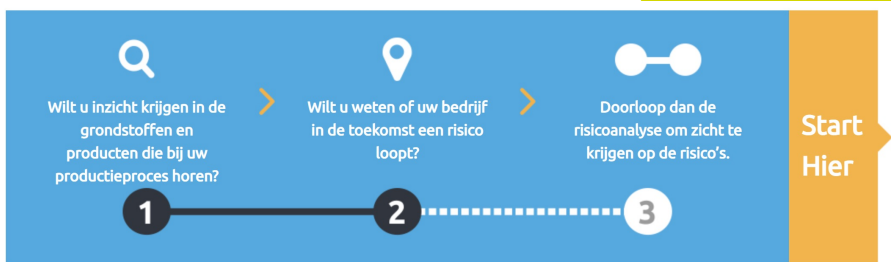 Wilt u inzicht krijgen in de
grondstoffen en
producten die bij uw
productieproces horen?
1
Wilt u weten of uw bedrijf
in de toekomst een risico
loopt?
2
Doorloop dan de
risicoanalyse om zicht te
krijgen op de risico's.
3
Start
Hier